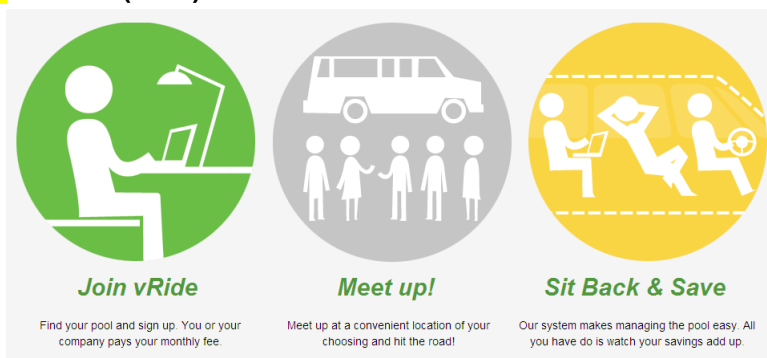 Join vRide
Find your pool and sign up. You or your
company pays your monthly fee.
Meet up!
Meet up at a convenient location of your
choosing and hit the road!
Sit Back & Save
Our system makes managing the pool easy. All
you have do is watch your savings add up.